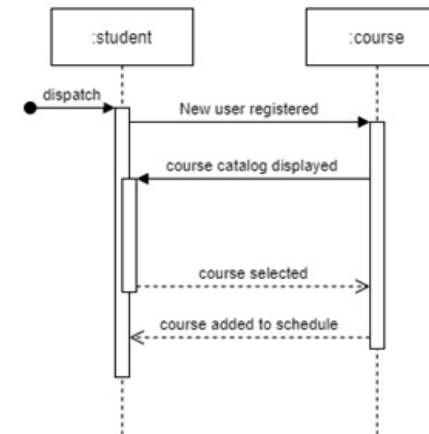 :student
:course
dispatch
New user registered
course catalog displayed
course selected
course added to schedule